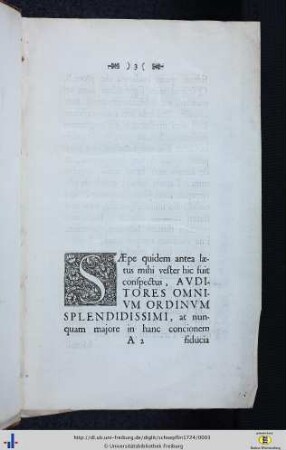 ) 3 (
SÆpe quidem antea læ-
tus mihi vester hic fuit
conspectus, AVDI-
TORES OMNI-
VM ORDINVM
SPLENDIDISSIMI, at nun-
quam majore in hanc concionem
A 2 fiducia
http://dl.ub.uni-freiburg.de/diglit/schoepflin1724/0003
© Universitätsbibliothek Freiburg